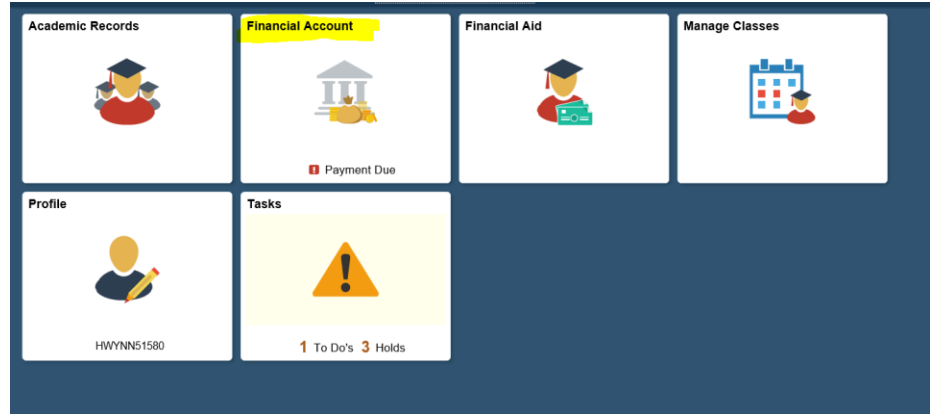 Academic Records
Financial Account
Financial Aid
Manage Classes
Payment Due
Profile
Tasks
HWYNN51580
1 To Do's 3 Holds